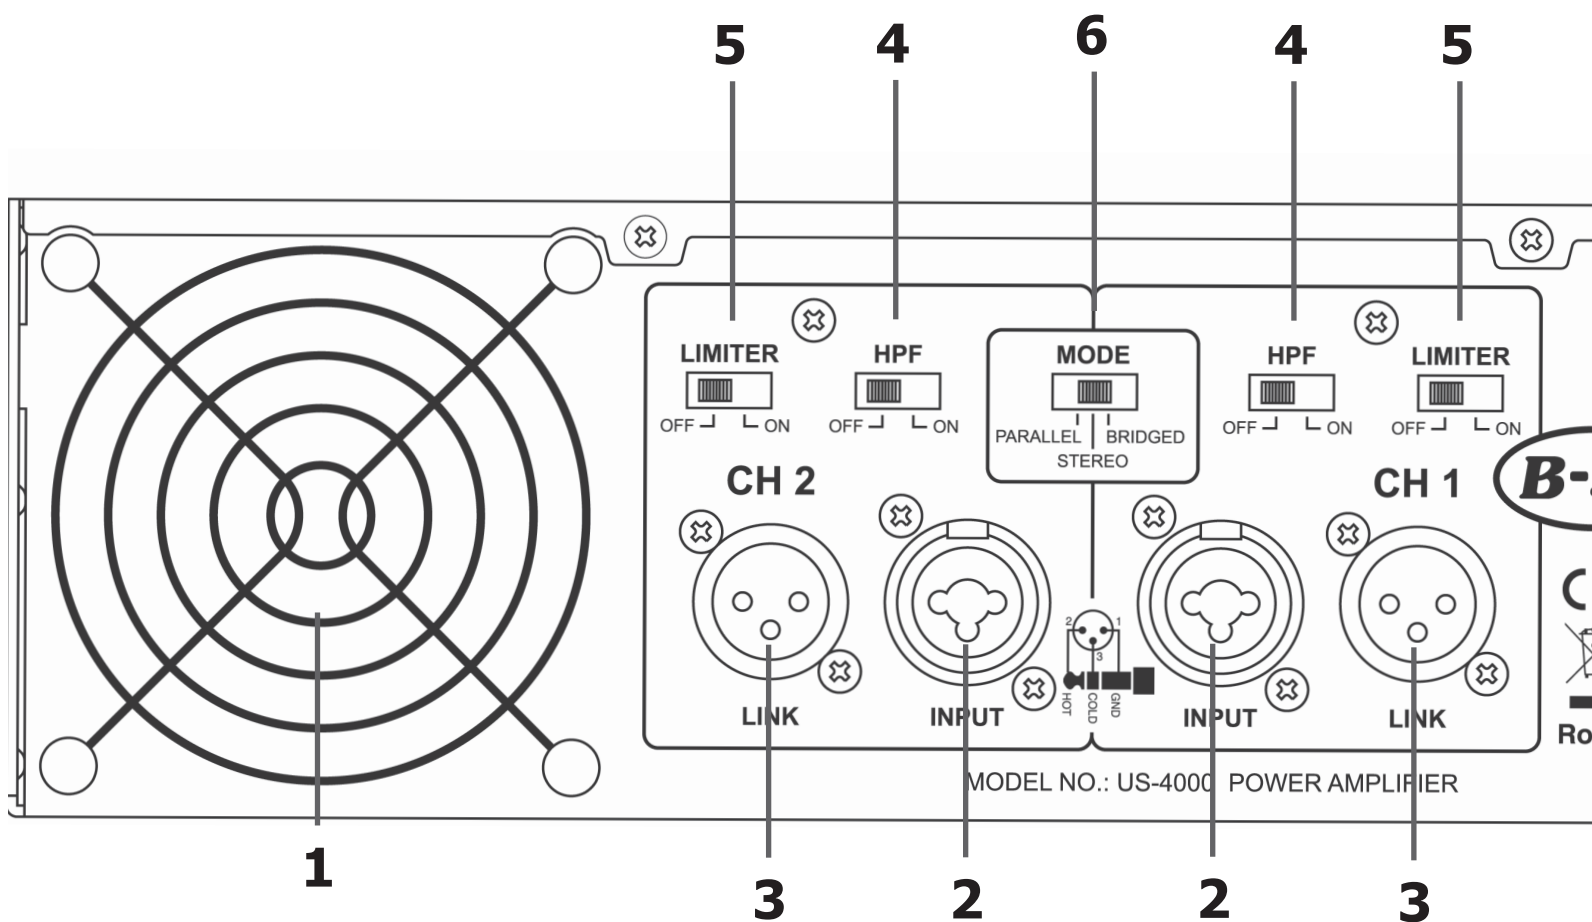 5 4 6 4 5
LIMITER HPF MODE HPF LIMITER
OFF ON OFF ON PARALLEL BRIDGED OFF ON OFF ON
STEREO
CH 2 CH 1
B-
2 1
3
HOT COLD GND
LINK INPUT INPUT LINK
Ro
MODEL NO.: US-4000 POWER AMPLIFIER
1
3 2 2 3